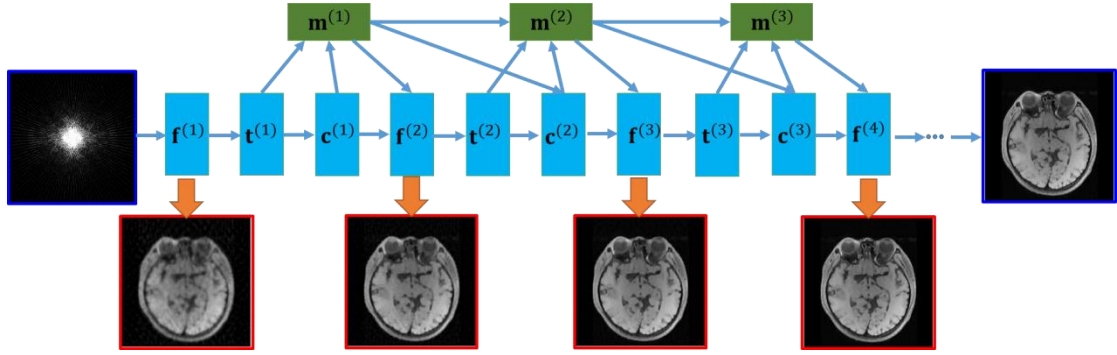 m(1) m(2) m(3)
f(1) t(1) c(1) f(2) t(2) c(2) f(3) t(3) c(3) f(4) ...